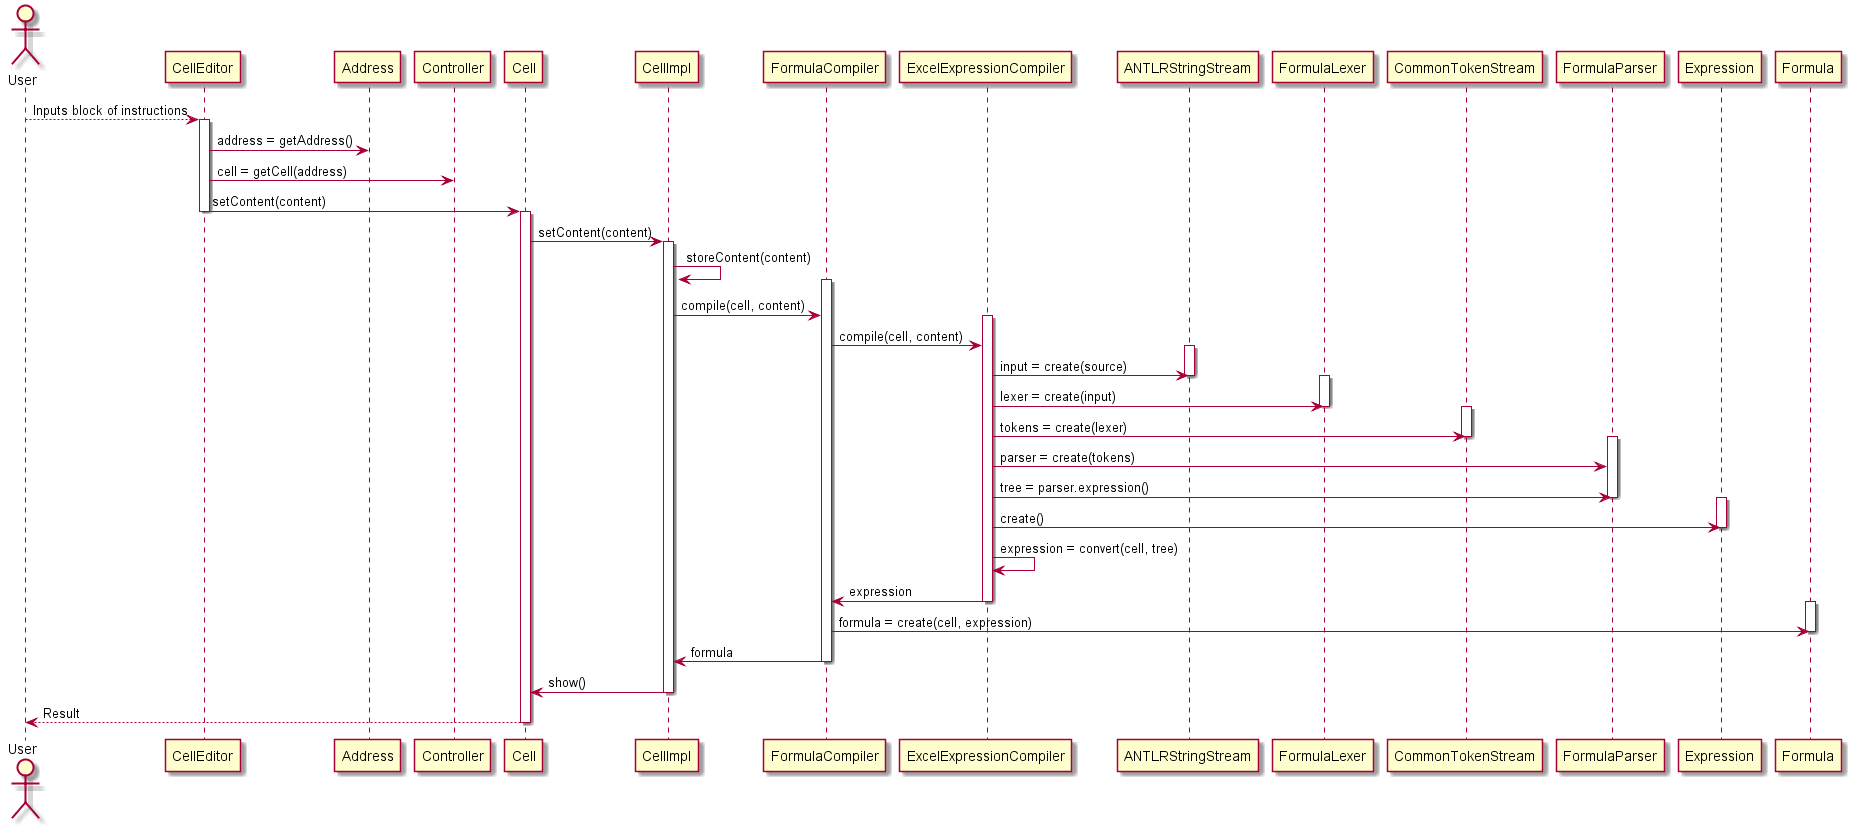 User
CellEditor
Address
Controller
Cell
CellImpl
FormulaCompiler
ExcelExpressionCompiler
ANTLRStringStream
FormulaLexer
CommonTokenStream
FormulaParser
Expression
Formula
Inputs block of instructions
address = getAddress()
cell = getCell(address)
setContent(content)
setContent(content)
storeContent(content)
compile(cell, content)
compile(cell, content)
input = create(source)
lexer = create(input)
tokens = create(lexer)
parser = create(tokens)
tree = parser.expression()
create()
expression = convert(cell, tree)
expression
formula = create(cell, expression)
formula
show()
Result
User
CellEditor
Address
Controller
Cell
CellImpl
FormulaCompiler
ExcelExpressionCompiler
ANTLRStringStream
FormulaLexer
CommonTokenStream
FormulaParser
Expression
Formula